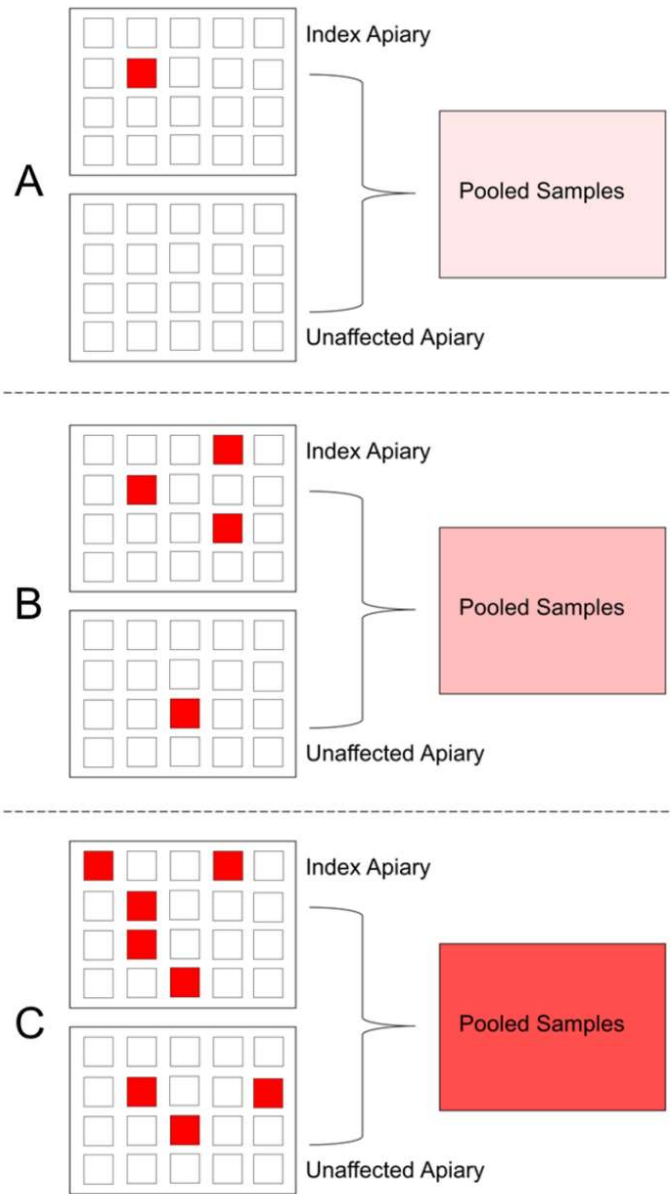 Index Apiary
A
Pooled Samples
Unaffected Apiary
Index Apiary
B
Pooled Samples
Unaffected Apiary
Index Apiary
C
Pooled Samples
Unaffected Apiary